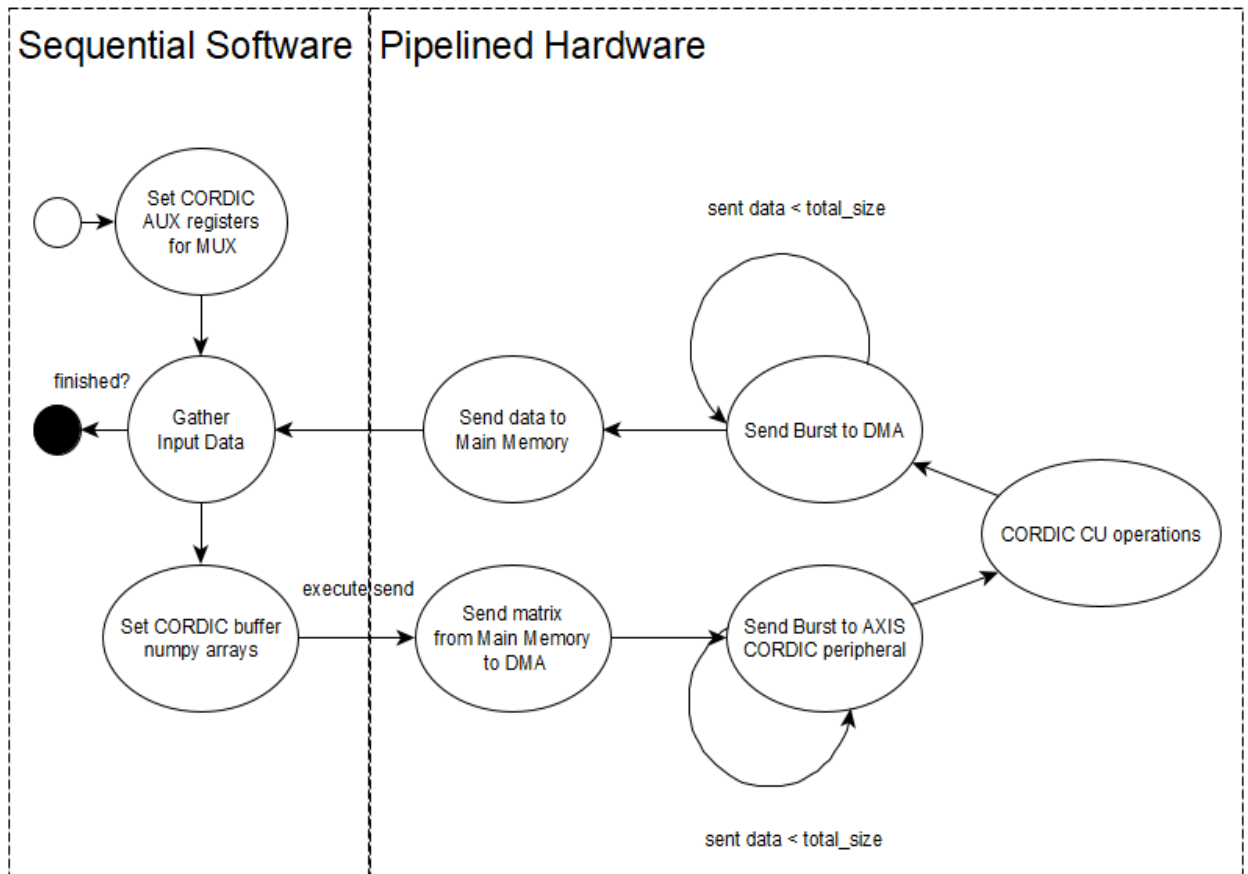 Sequential Software
Pipelined Hardware
Set CORDIC
AUX registers
for MUX
sent data < total_size
finished?
Gather
Input Data
Send data to
Main Memory
Send Burst to DMA
CORDIC CU operations
Set CORDIC buffer
numpy arrays
execute send
Send matrix
from Main Memory
to DMA
Send Burst to AXIS
CORDIC peripheral
sent data < total_size